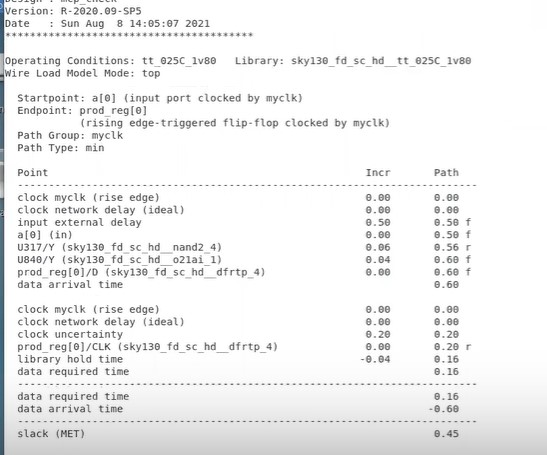 Design : mcp_check
Version: R-2020.09-SP5
Date   : Sun Aug  8 14:05:07 2021
****************************************
Operating Conditions: tt_025C_1v80   Library: sky130_fd_sc_hd__tt_025C_1v80
Wire Load Model Mode: top
Startpoint: a[0] (input port clocked by myclk)
Endpoint: prod_reg[0]
(rising edge-triggered flip-flop clocked by myclk)
Path Group: myclk
Path Type: min
Point Incr Path
---------------------------------------------------------------------------
clock myclk (rise edge) 0.00 0.00
clock network delay (ideal) 0.00 0.00
input external delay 0.50 0.50 f
a[0] (in) 0.00 0.50 f
U317/Y (sky130_fd_sc_hd__nand2_4) 0.06 0.56 r
U840/Y (sky130_fd_sc_hd__o21ai_1) 0.04 0.60 f
prod_reg[0]/D (sky130_fd_sc_hd__dfrtp_4) 0.00 0.60 f
data arrival time 0.60
clock myclk (rise edge) 0.00 0.00
clock network delay (ideal) 0.00 0.00
clock uncertainty 0.20 0.20
prod_reg[0]/CLK (sky130_fd_sc_hd__dfrtp_4) 0.00 0.20 r
library hold time -0.04 0.16
data required time 0.16
---------------------------------------------------------------------------
data required time 0.16
data arrival time -0.60
---------------------------------------------------------------------------
slack (MET) 0.45